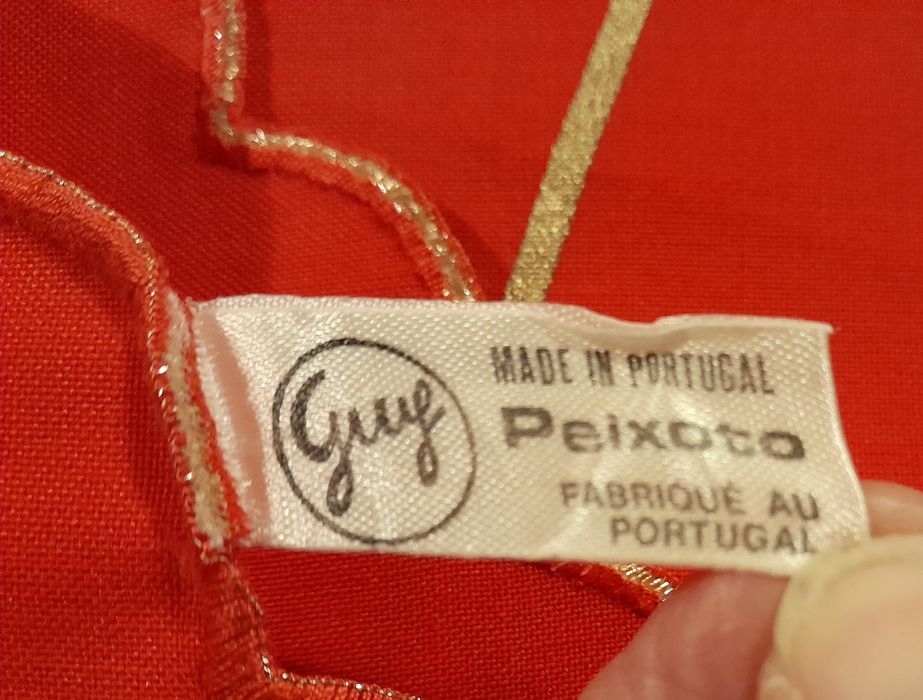 Guy
MADE IN PORTUGAL
Peixoto
FABRIQUÉ AU
PORTUGAL